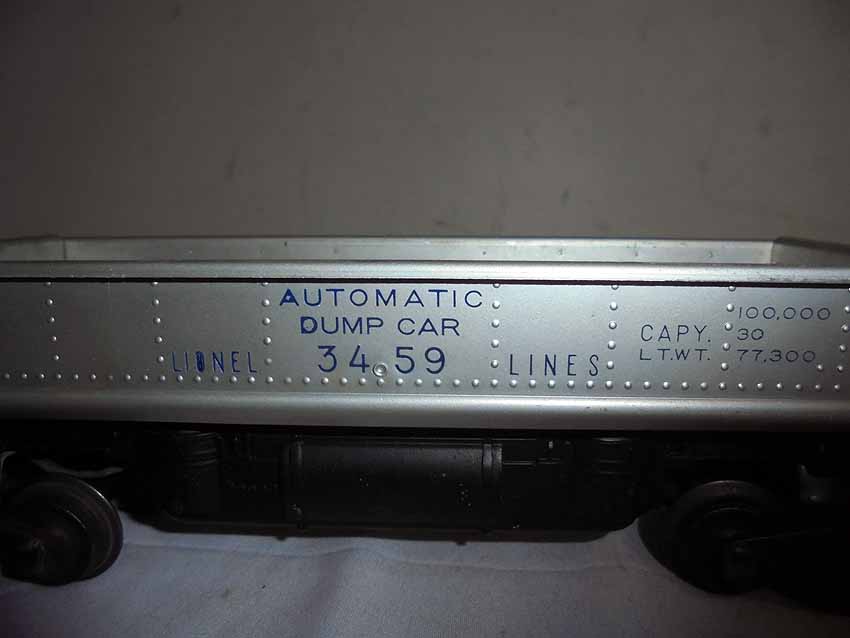 AUTOMATIC
DUMP CAR
LIONEL 3459 LINES
100,000
CAPY. 30
LT.WT. 77,300